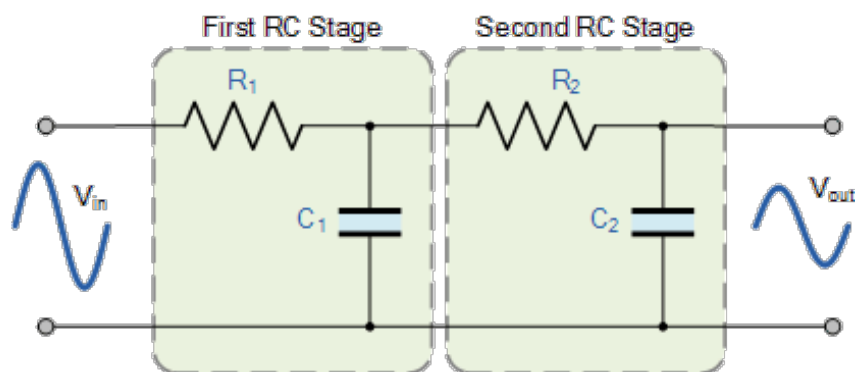 First RC Stage Second RC Stage
R₁ R₂
Vin Vout
C₁ C₂